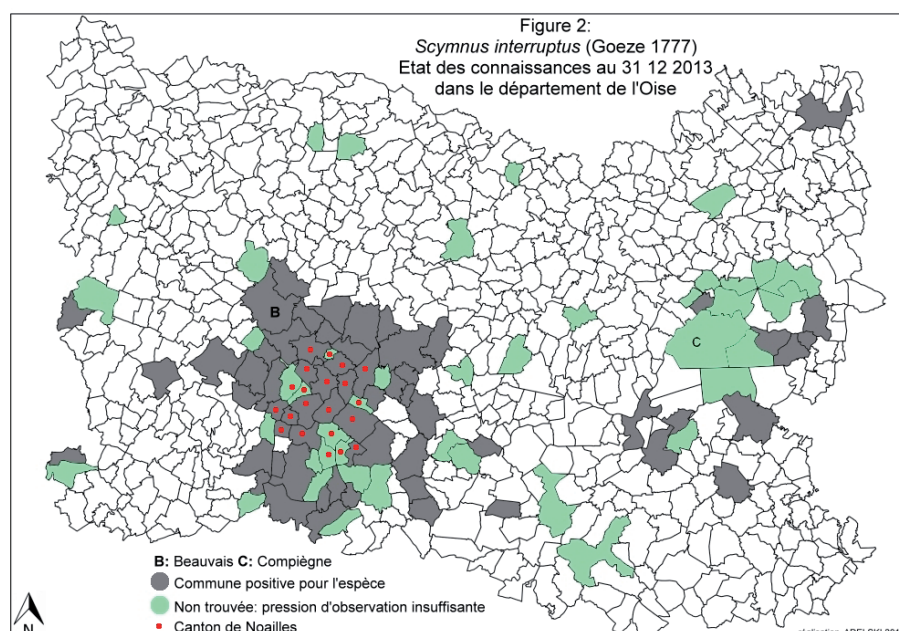 Figure 2:
Scymnus interruptus (Goeze 1777)
Etat des connaissances au 31 12 2013
dans le département de l'Oise
B
C
B: Beauvais C: Compiègne
Commune positive pour l'espèce
Non trouvée: pression d'observation insuffisante
Canton de Noailles
N